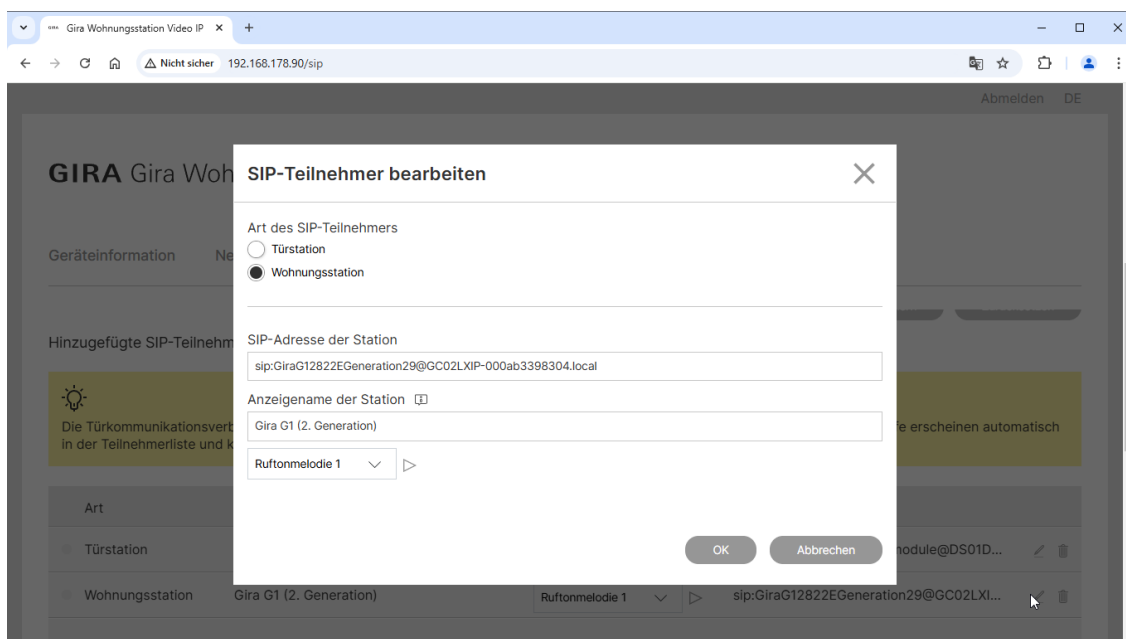 Gira Wohnungsstation Video IP
Nicht sicher 192.168.178.90/sip
Abmelden DE
GIRA Gira Woh
SIP-Teilnehmer bearbeiten
Art des SIP-Teilnehmers
Türstation
Geräteinformation Ne
Wohnungsstation
Hinzugefügte SIP-Teilnehm
SIP-Adresse der Station
sip:GiraG12822EGeneration29@GC02LXIP-000ab3398304.local
Anzeigename der Station
Gira G1 (2. Generation)
Die Türkommunikationsverb fe erscheinen automatisch
in der Teilnehmerliste und k
Ruftonmelodie 1
Art
OK Abbrechen
Türstation nodule@DS01D...
Wohnungsstation Gira G1 (2. Generation) Ruftonmelodie 1 sip:GiraG12822EGeneration29@GC02LXI...